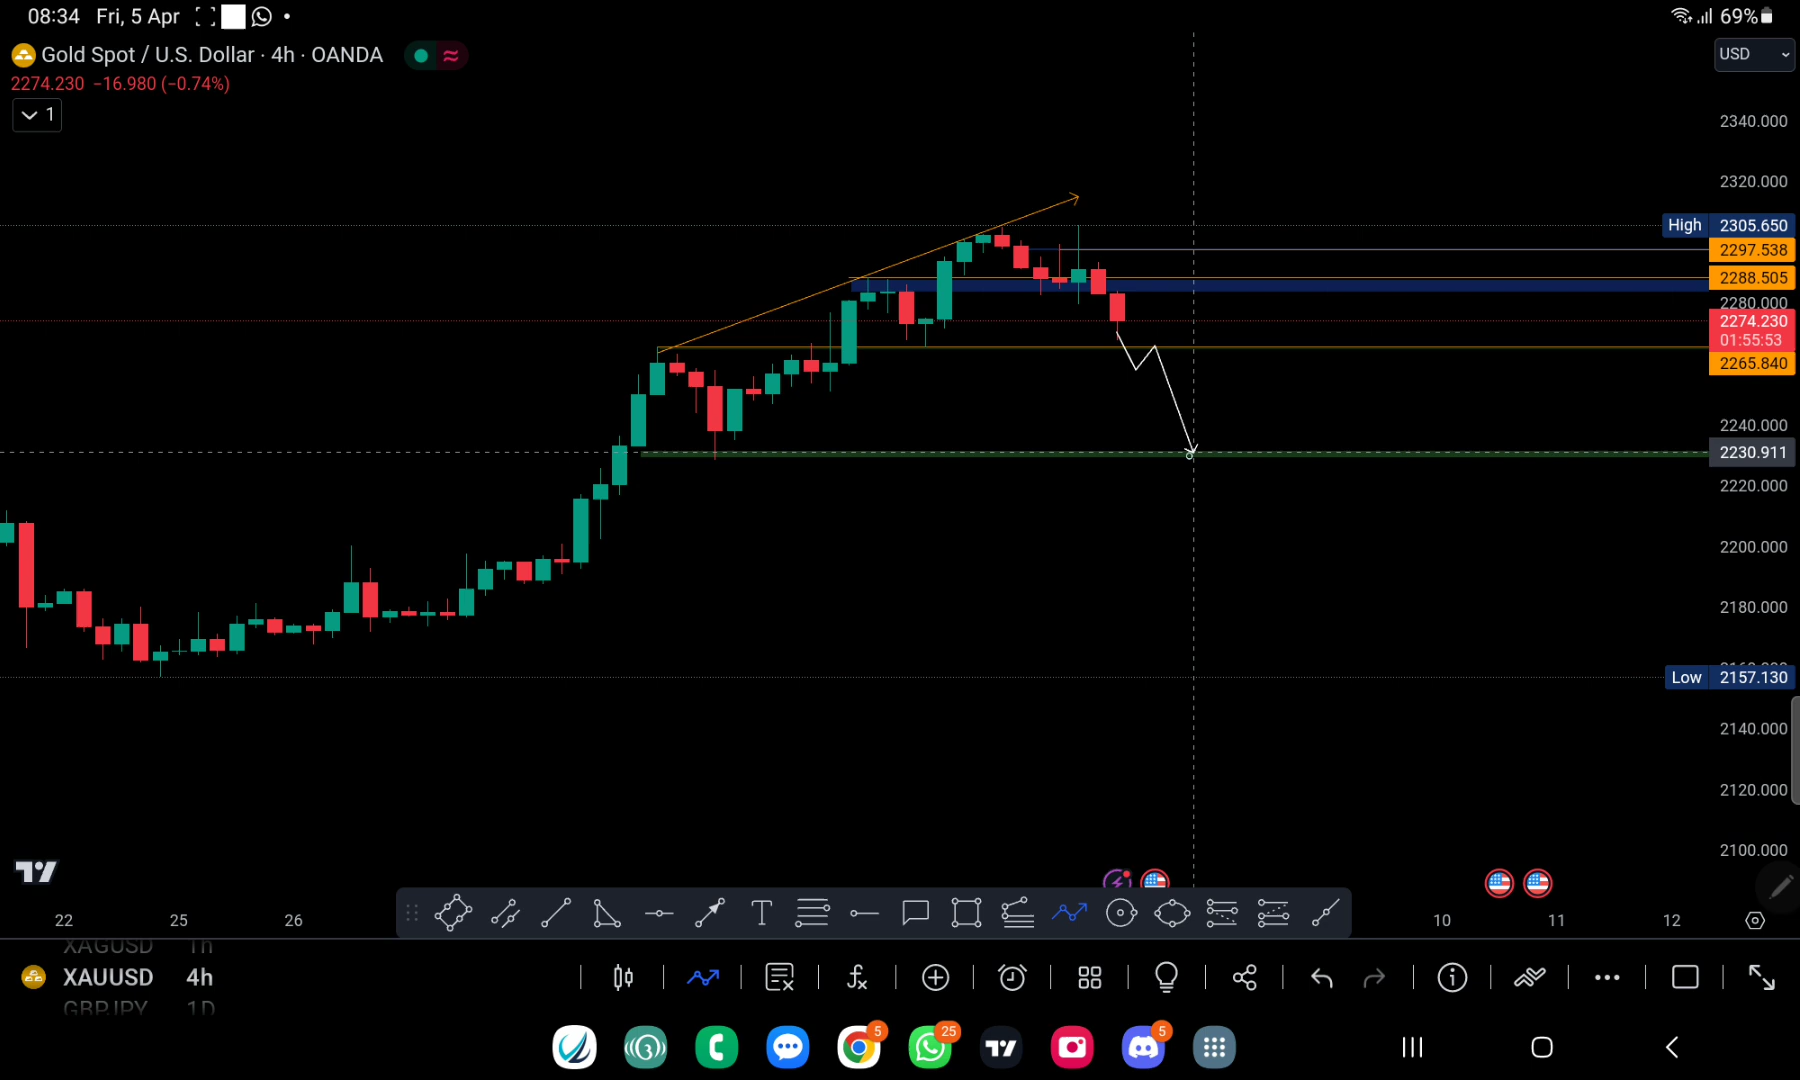 08:34 Fri, 5 Apr
69%
Gold Spot / U.S. Dollar · 4h · OANDA
USD
2274.230 −16.980 (−0.74%)
1
2340.000
2320.000
High 2305.650
2297.538
2288.505
2280.000
2274.230
01:55:53
2265.840
2240.000
2230.911
2220.000
2200.000
2180.000
Low 2157.130
2140.000
2120.000
2100.000
22 25 26 10 11 12
XAGUSD 1h
XAUUSD 4h
GBPJPY 1D
5 25 5